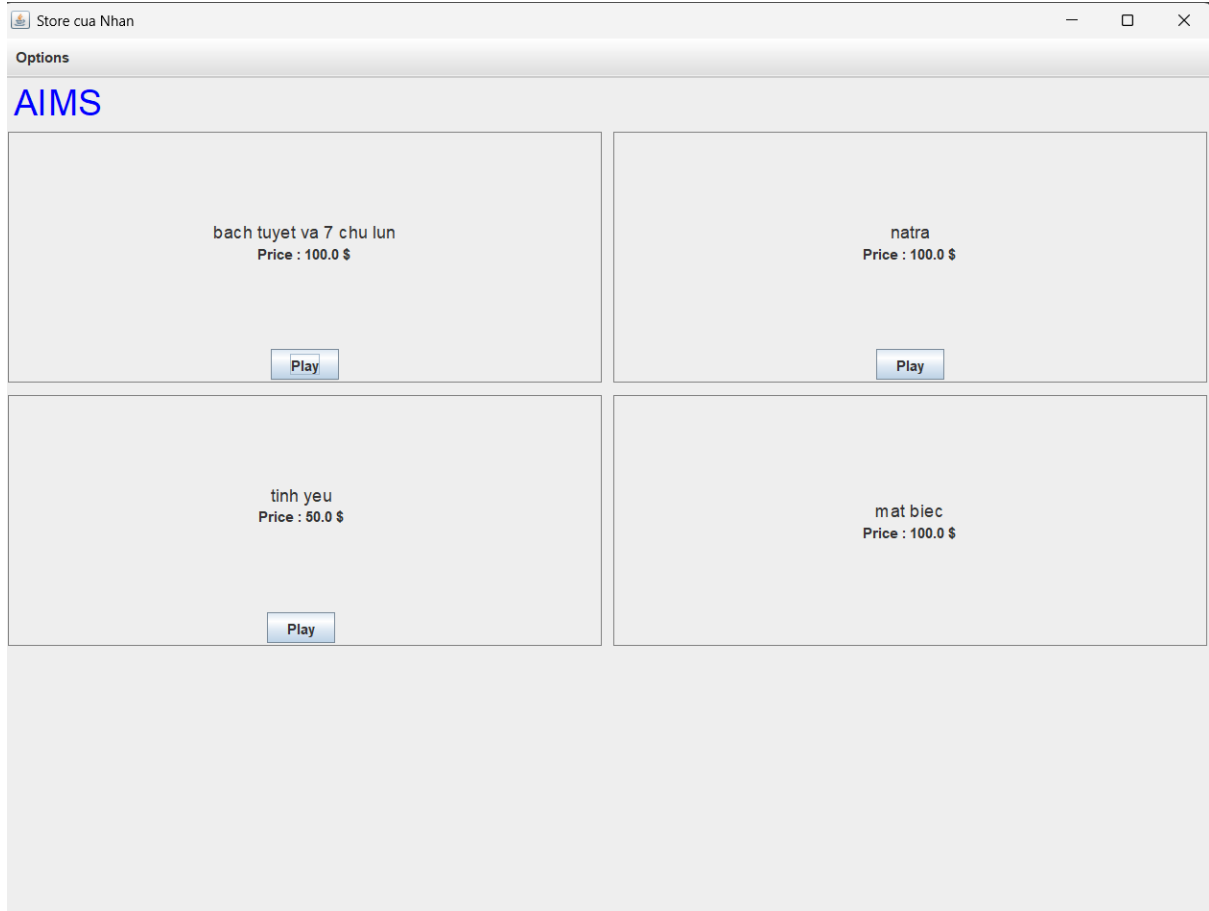 Store cua Nhan
Options
AIMS
bach tuyet va 7 chu lun
Price : 100.0 $
Play
natra
Price : 100.0 $
Play
tinh yeu
Price : 50.0 $
Play
mat biec
Price : 100.0 $